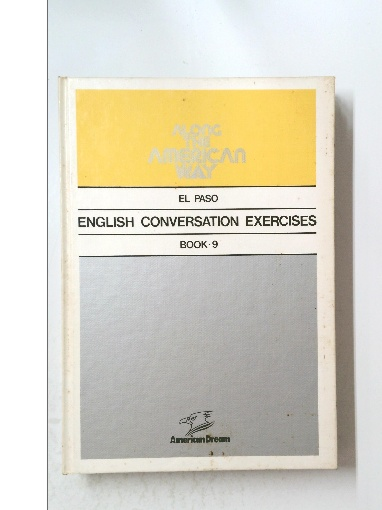 ALONG
THE
AMERICAN
WAY
EL PASO
ENGLISH CONVERSATION EXERCISES
BOOK-9
American Dream